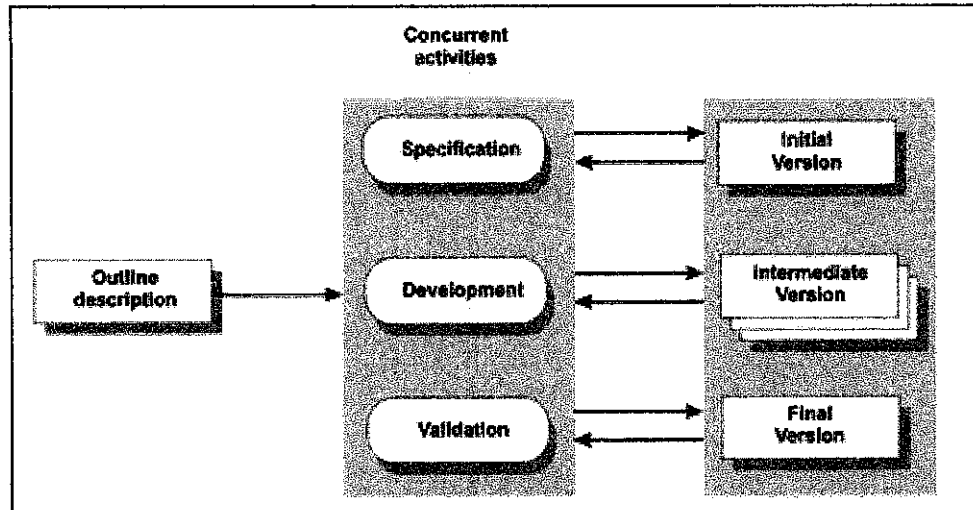 Concurrent
activities
Specification
Initial
Version
Outline
description
Development
Intermediate
Version
Validation
Final
Version